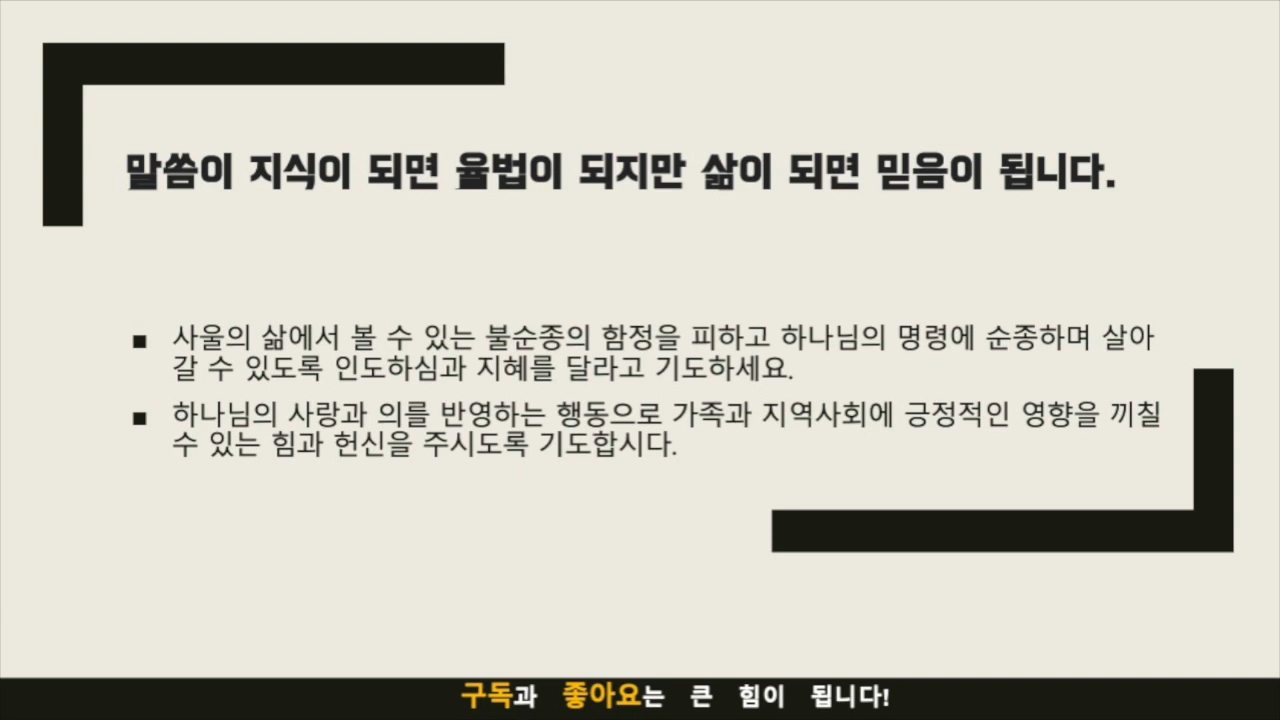 말씀이 지식이 되면 율법이 되지만 삶이 되면 믿음이 됩니다.
■ 사울의 삶에서 볼 수 있는 불순종의 함정을 피하고 하나님의 명령에 순종하며 살아
갈 수 있도록 인도하심과 지혜를 달라고 기도하세요.
■ 하나님의 사랑과 의를 반영하는 행동으로 가족과 지역사회에 긍정적인 영향을 끼칠
수 있는 힘과 헌신을 주시도록 기도합시다.
구독과 좋아요는 큰 힘이 됩니다!